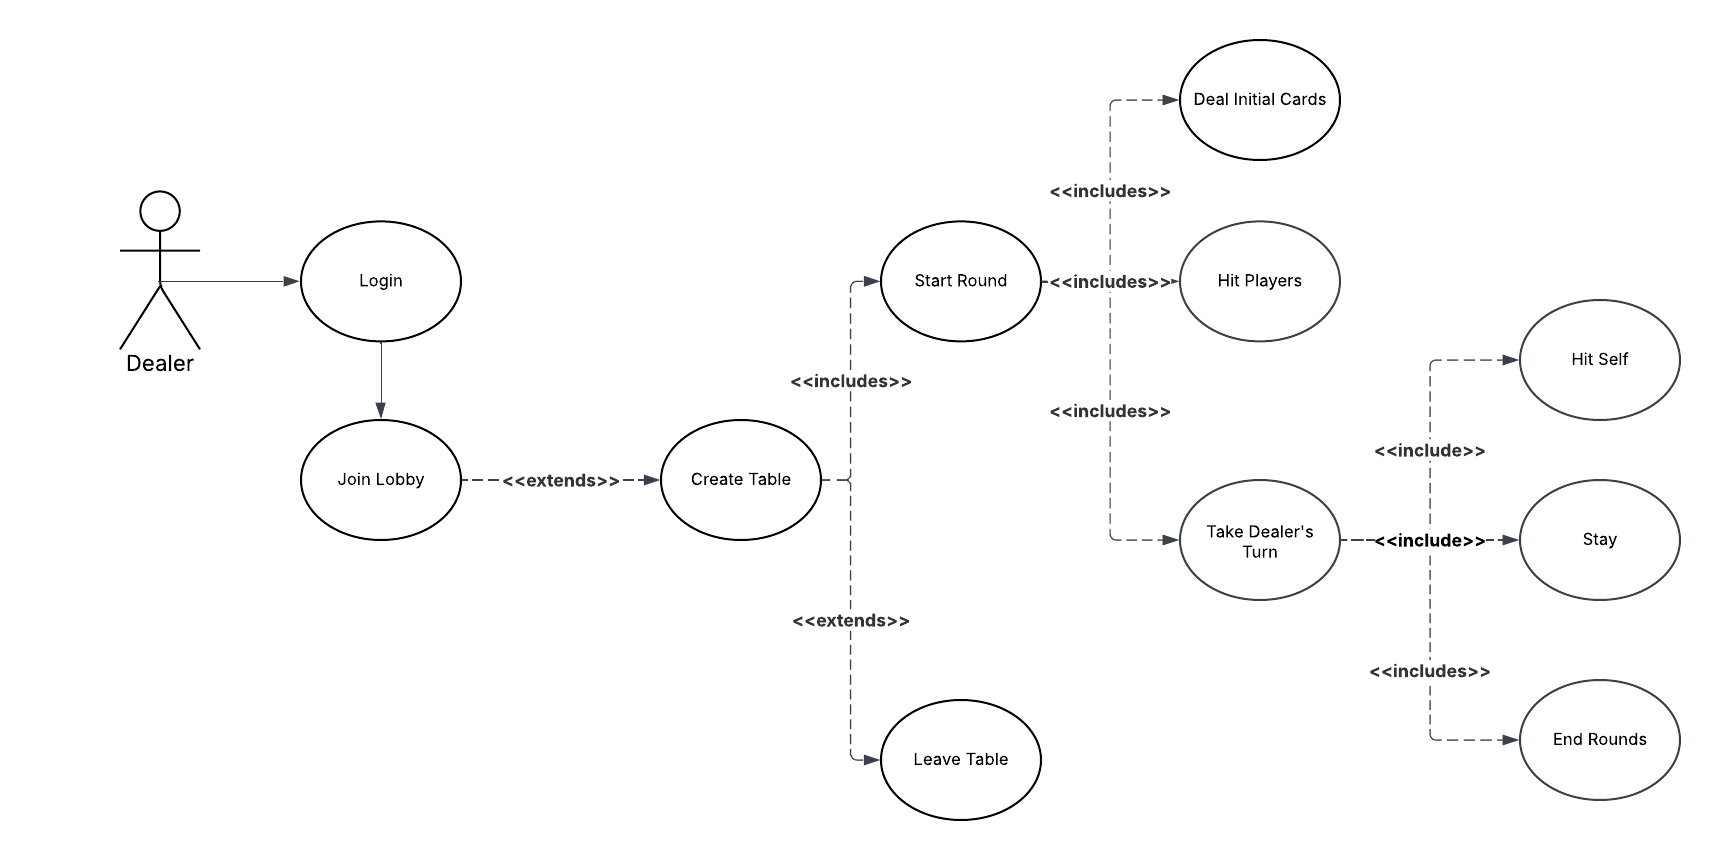 Dealer
Login
Join Lobby
<<extends>>
Create Table
<<includes>>
<<extends>>
Start Round
Leave Table
<<includes>>
<<includes>>
<<includes>>
Deal Initial Cards
Hit Players
Take Dealer's
Turn
<<include>>
<<include>>
<<includes>>
Hit Self
Stay
End Rounds